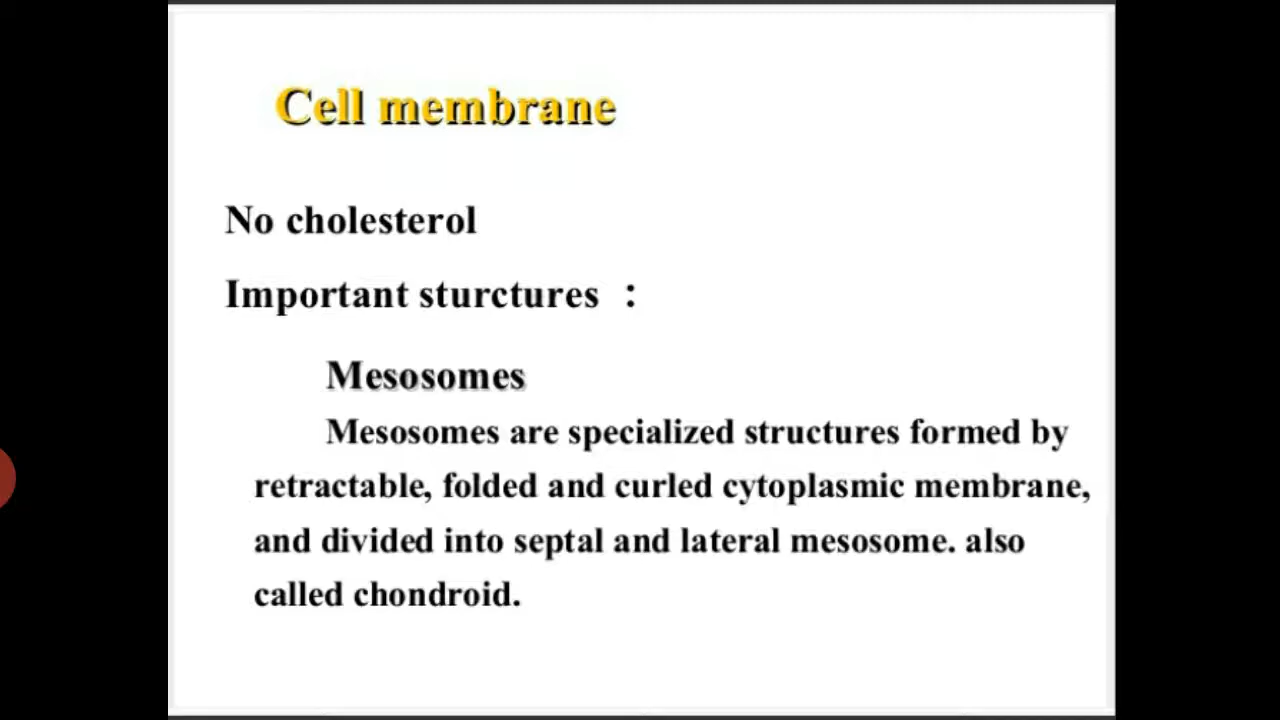 Cell membrane
No cholesterol
Important sturctures ：
Mesosomes
Mesosomes are specialized structures formed by
retractable, folded and curled cytoplasmic membrane,
and divided into septal and lateral mesosome. also
called chondroid.